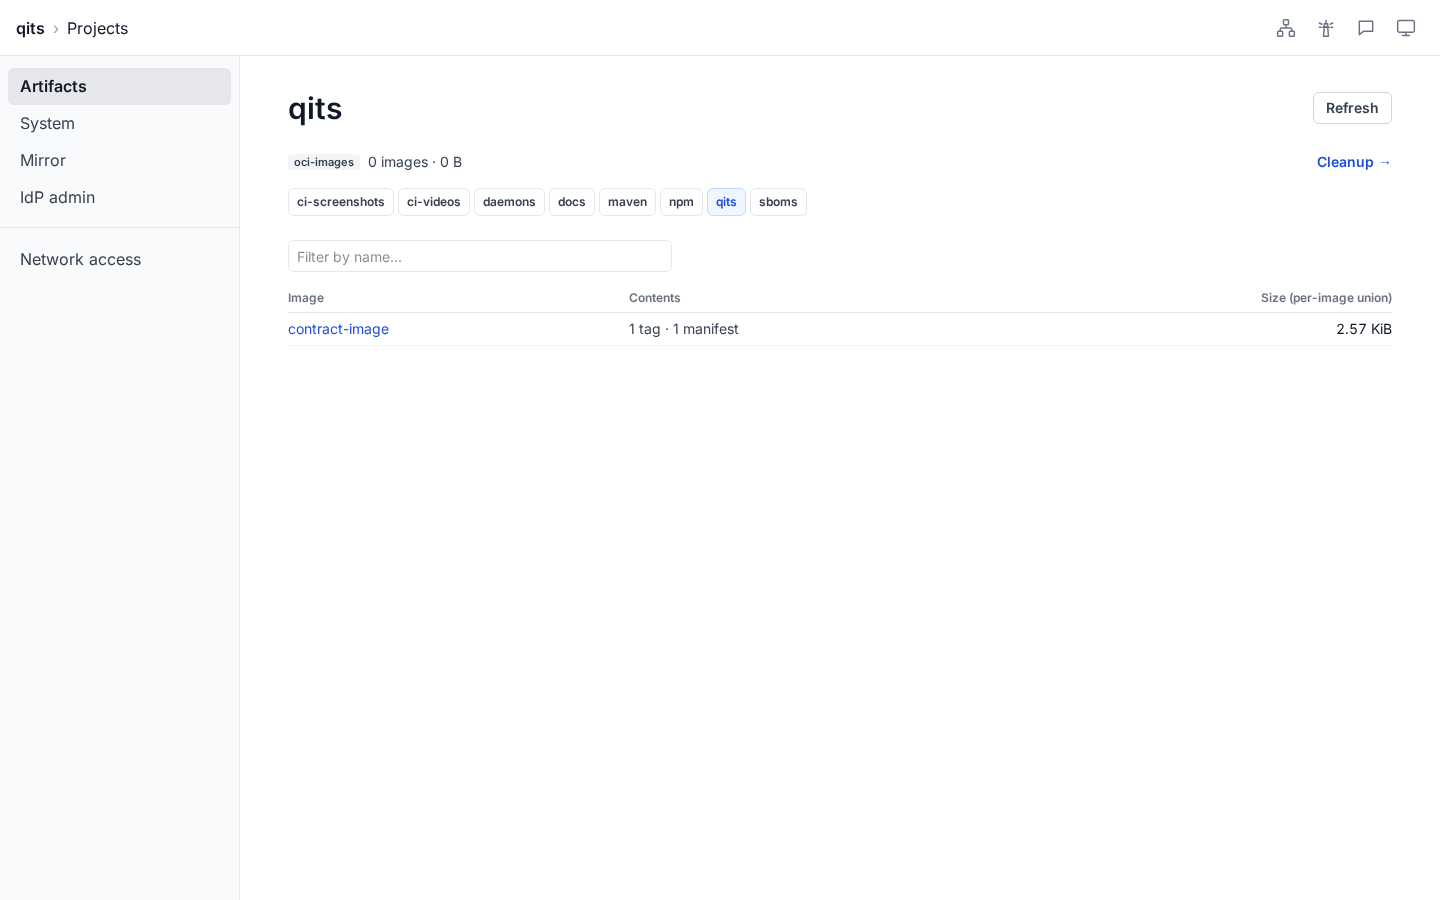 qits › Projects
Artifacts
System
Mirror
IdP admin
Network access
qits
Refresh
oci-images 0 images · 0 B
Cleanup →
ci-screenshots ci-videos daemons docs maven npm qits sboms
Filter by name...
Image Contents Size (per-image union)
contract-image 1 tag · 1 manifest 2.57 KiB